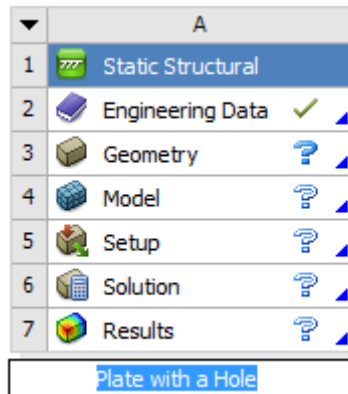 A
1 Static Structural
2 Engineering Data
3 Geometry ?
4 Model ?
5 Setup ?
6 Solution ?
7 Results ?
Plate with a Hole